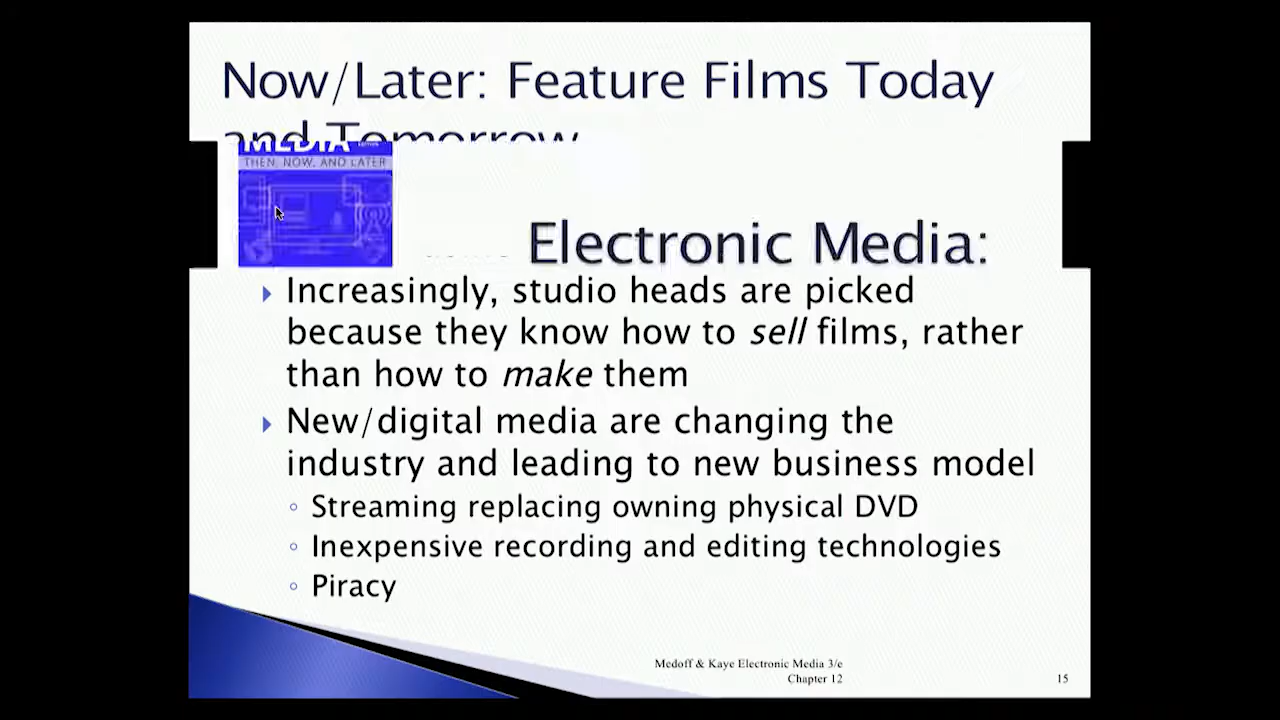 Now/Later: Feature Films Today
and Tomorrow
MEDIA
THEN, NOW, AND LATER
Electronic Media:
Increasingly, studio heads are picked
because they know how to sell films, rather
than how to make them
New/digital media are changing the
industry and leading to new business model
Streaming replacing owning physical DVD
Inexpensive recording and editing technologies
Piracy
Medoff & Kaye Electronic Media 3/e
Chapter 12
15